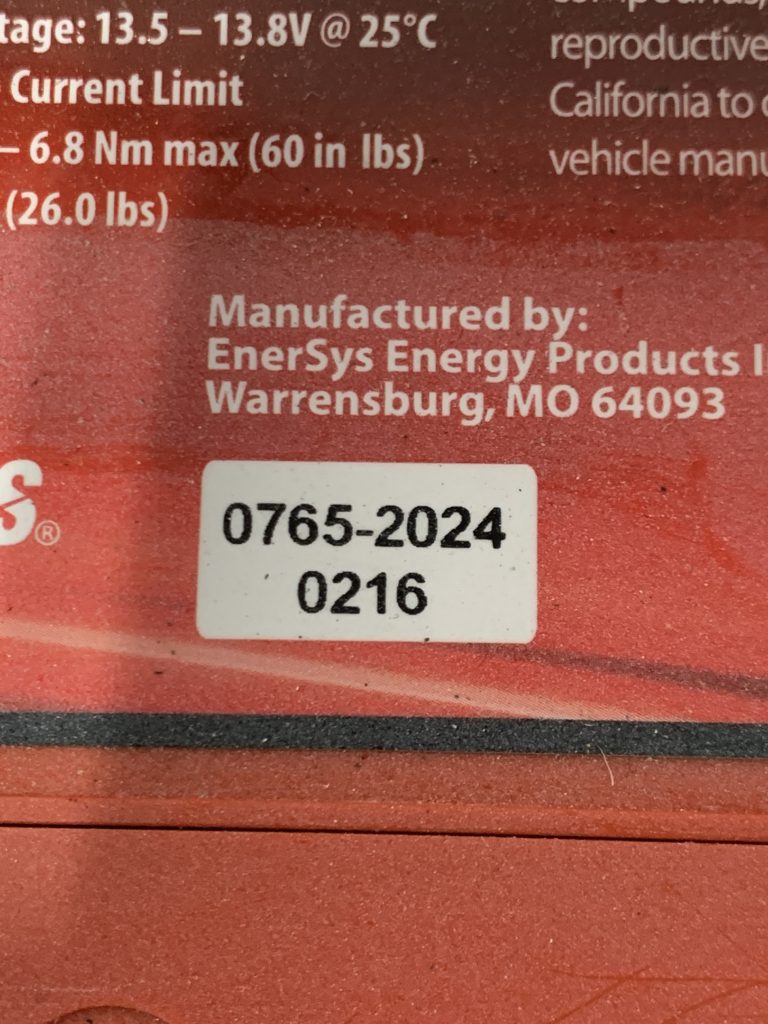 tage: 13.5 – 13.8V @ 25°C
Current Limit
– 6.8 Nm max (60 in lbs)
(26.0 lbs)
reproductive
California to
vehicle manu
Manufactured by:
EnerSys Energy Products
Warrensburg, MO 64093
S®
0765-2024
0216